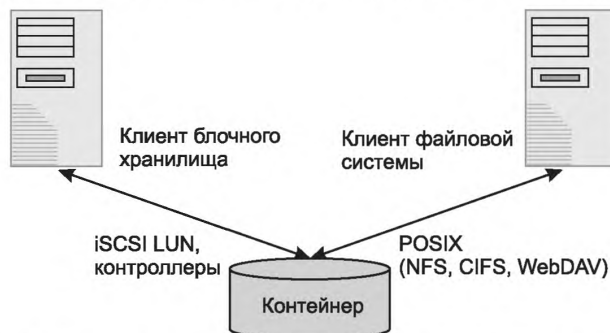 Клиент блочного
хранилища
Клиент файловой
системы
iSCSI LUN,
контроллеры
POSIX
(NFS, CIFS, WebDAV)
Контейнер